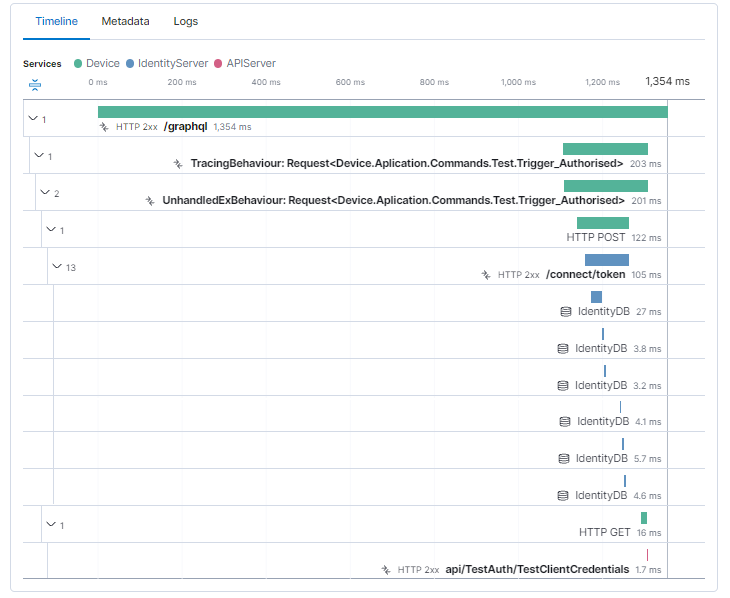 Timeline Metadata Logs
Services Device IdentityServer APIServer
0 ms 200 ms 400 ms 600 ms 800 ms 1,000 ms 1,200 ms 1,354 ms
1 HTTP 2xx /graphql 1,354 ms
1 TracingBehaviour: Request<Device.Aplication.Commands.Test.Trigger_Authorised> 203 ms
2 UnhandledExBehaviour: Request<Device.Aplication.Commands.Test.Trigger_Authorised> 201 ms
1 HTTP POST 122 ms
13 HTTP 2xx /connect/token 105 ms
IdentityDB 27 ms
IdentityDB 3.8 ms
IdentityDB 3.2 ms
IdentityDB 4.1 ms
IdentityDB 5.7 ms
IdentityDB 4.6 ms
1 HTTP GET 16 ms
HTTP 2xx api/TestAuth/TestClientCredentials 1.7 ms